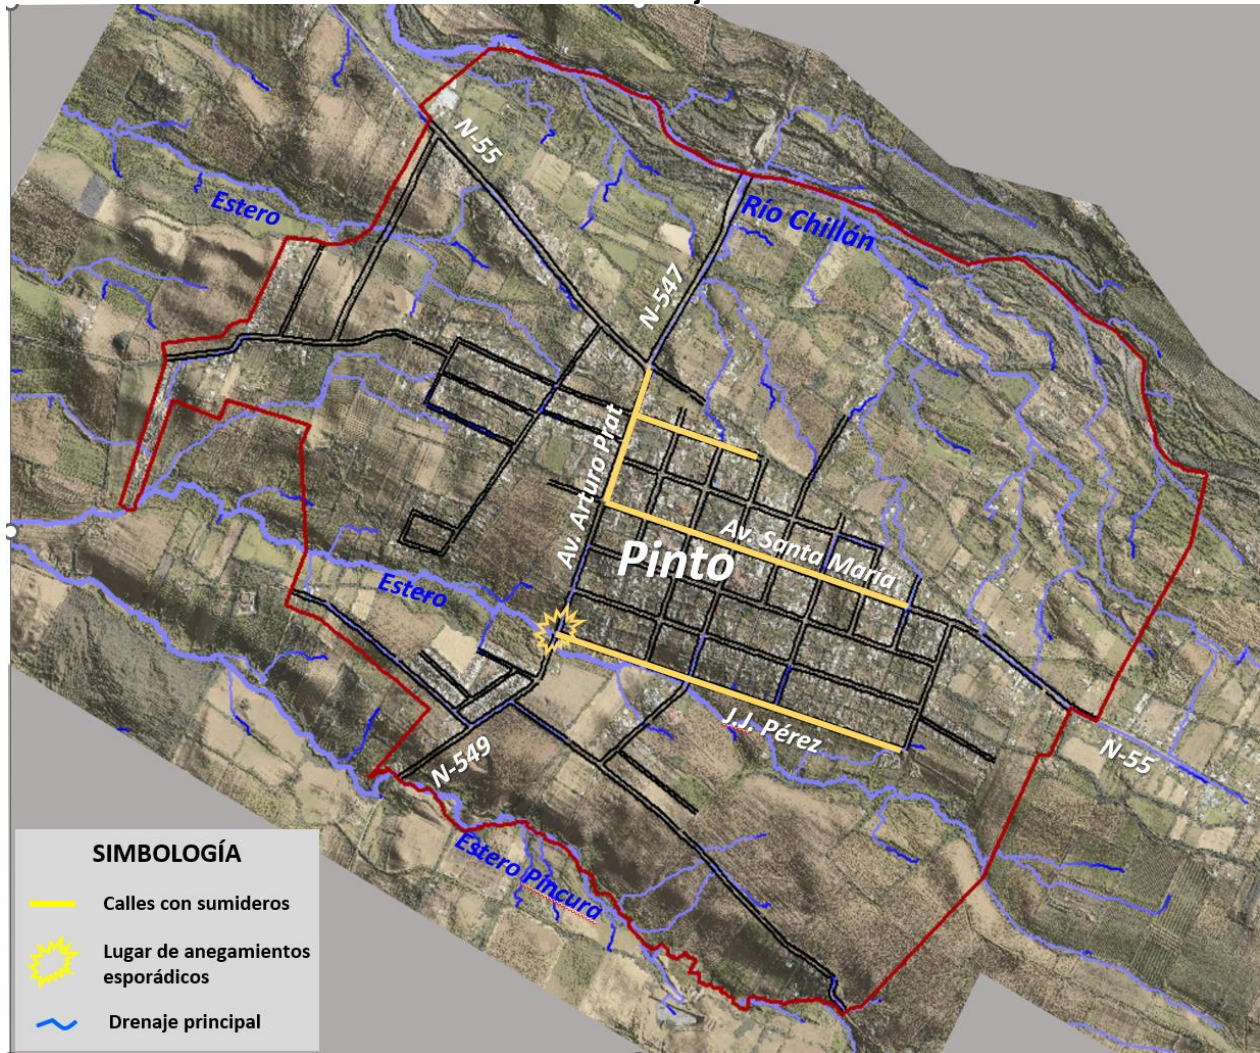 N-55
Estero
Río Chillán
N-547
Av. Arturo Prat
Av. Santa María
Pinto
Estero
J.J. Pérez
N-55
N-549
Estero Pincura
SIMBOLOGÍA
Calles con sumideros
Lugar de anegamientos
esporádicos
Drenaje principal